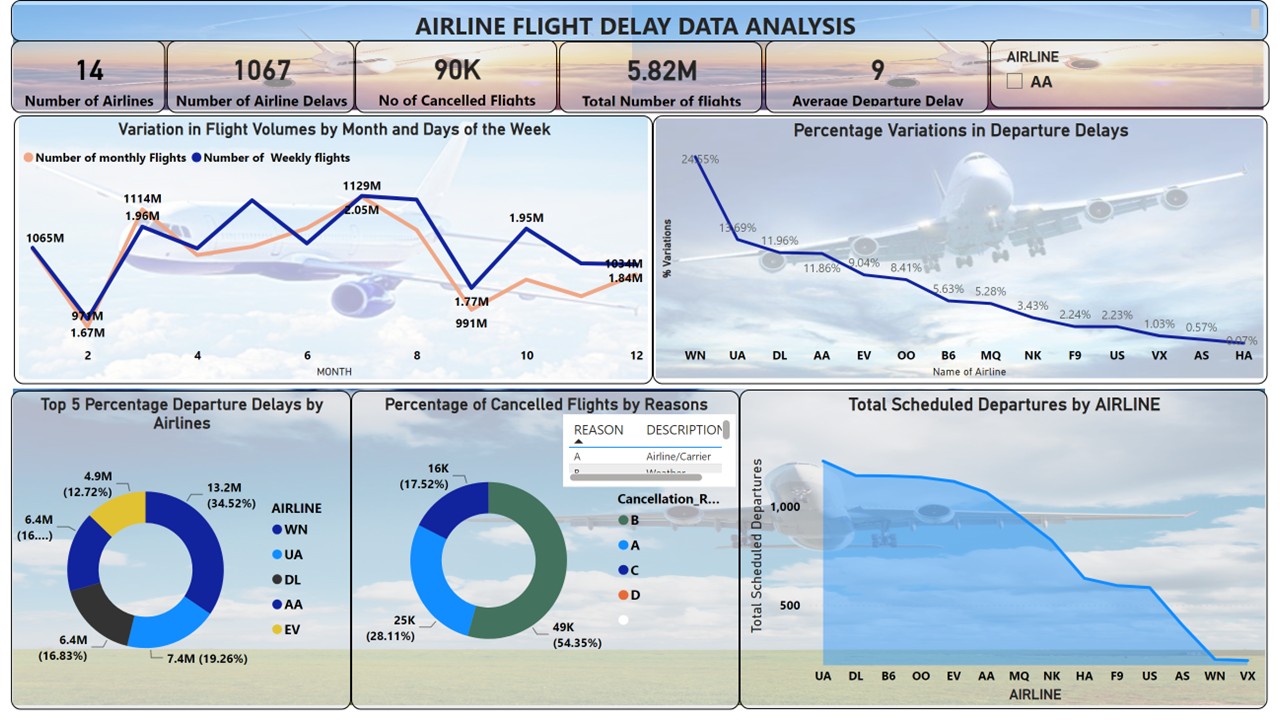 AIRLINE FLIGHT DELAY DATA ANALYSIS
14
Number of Airlines
1067
Number of Airline Delays
90K
No of Cancelled Flights
5.82M
Total Number of flights
9
Average Departure Delay
AIRLINE
AA
Variation in Flight Volumes by Month and Days of the Week
Number of monthly Flights Number of Weekly flights
1129M
1114M
2.05M
1.96M
1.95M
1065M
1034M
1.84M
1.77M
971M
991M
1.67M
2 4 6 8 10 12
MONTH
Percentage Variations in Departure Delays
% Variations
24.55%
13.69%
11.96%
11.86%
9.04%
8.41%
5.63%
5.28%
3.43%
2.24%
2.23%
1.03%
0.57%
0.07%
WN UA DL AA EV OO B6 MQ NK F9 US VX AS HA
Name of Airline
Top 5 Percentage Departure Delays by
Airlines
4.9M
(12.72%)
13.2M
(34.52%)
6.4M
(16....)
6.4M
(16.83%)
7.4M (19.26%)
AIRLINE
WN
UA
DL
AA
EV
Percentage of Cancelled Flights by Reasons
REASON DESCRIPTION
A Airline/Carrier
B Weather
16K
(17.52%)
25K
(28.11%)
49K
(54.35%)
Cancellation_R...
B
A
C
D
Total Scheduled Departures by AIRLINE
Total Scheduled Departures
1,000
500
UA DL B6 OO EV AA MQ NK HA F9 US AS WN VX
AIRLINE